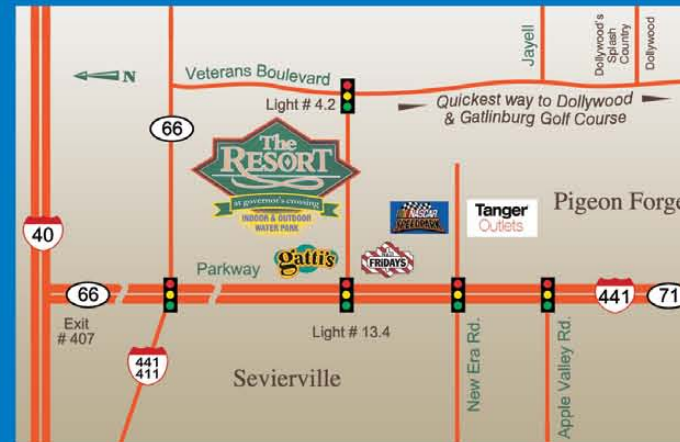 Jayell
Dollywood's
Splash
Country
Dollywood
N
Veterans Boulevard
Light # 4.2
Quickest way to Dollywood
& Gatlinburg Golf Course
66
The
RESORT
at governor's crossing
INDOOR & OUTDOOR
WATER PARK
NASCAR
SPEEDPARK
Tanger
Outlets
Pigeon Forge
40
Parkway
gatti's
FRIDAYS
66
441
71
Exit
# 407
Light # 13.4
441
411
Sevierville
New Era Rd.
Apple Valley Rd.